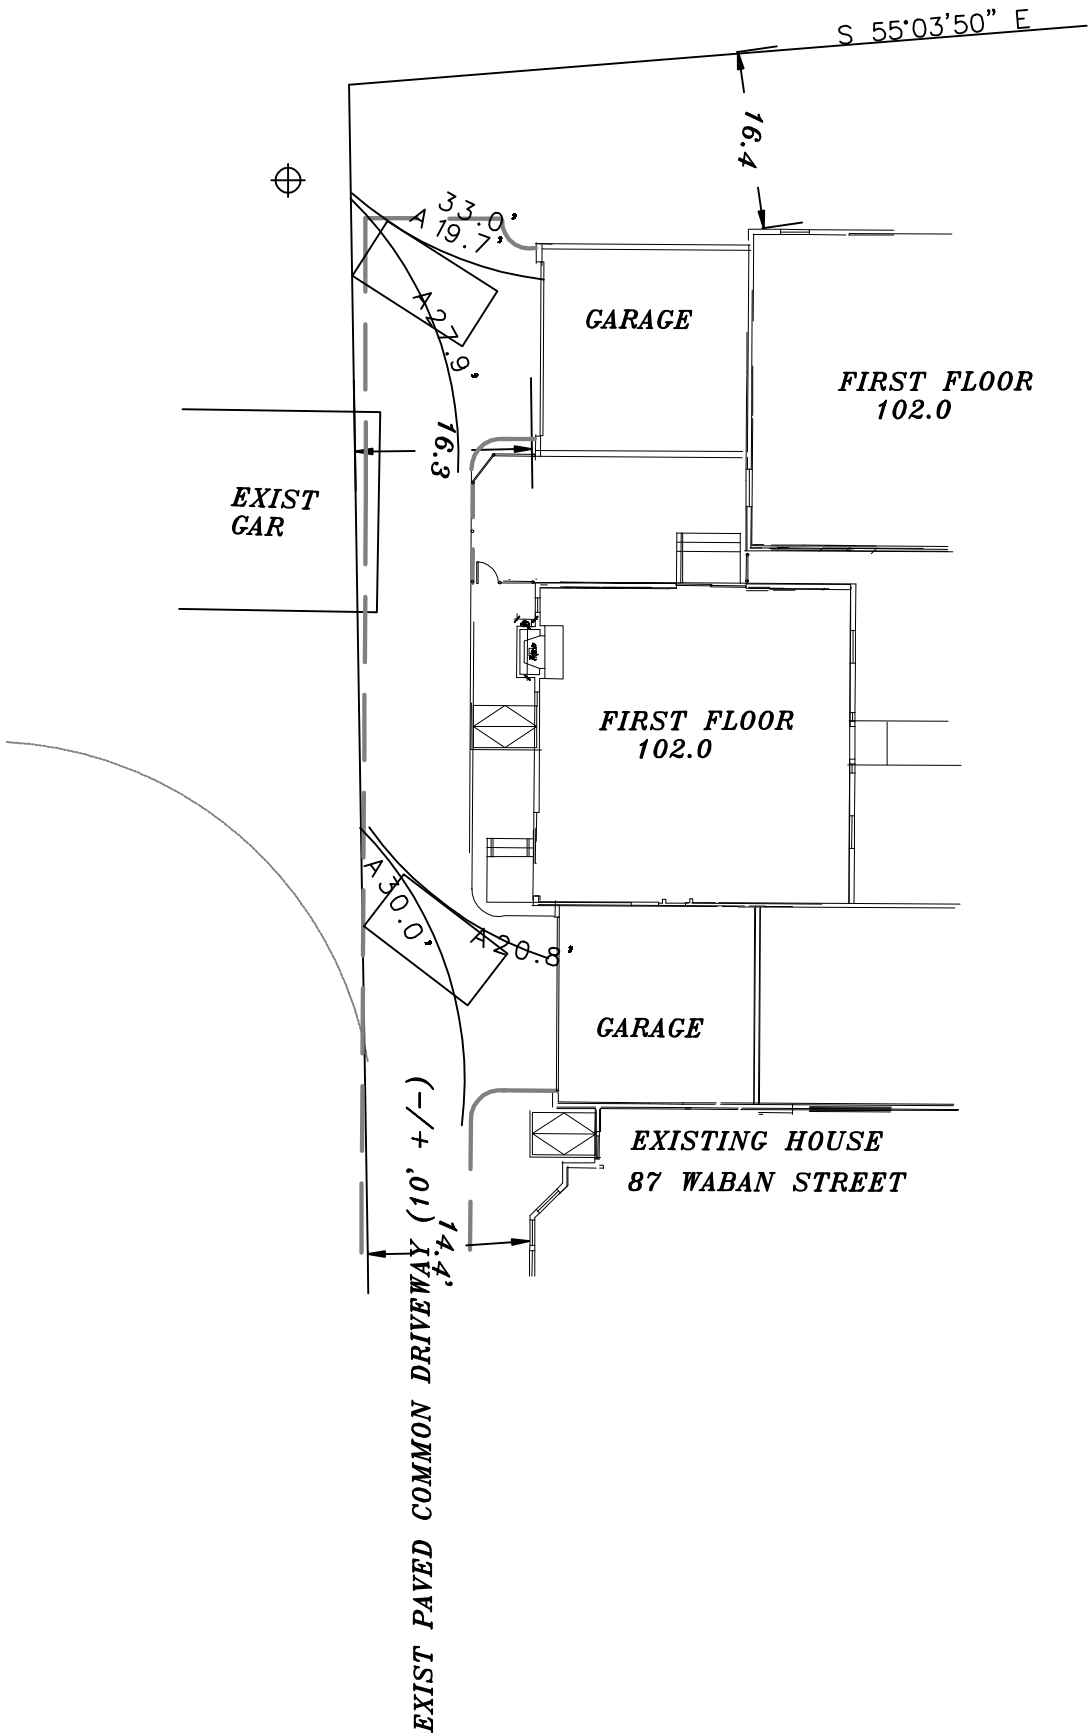 S 55°03'50" E
16.4
33.0'
A 19.7'
A 27.9'
GARAGE
FIRST FLOOR
102.0
16.3
EXIST
GAR
FIRST FLOOR
102.0
A 30.0'
A 20.8'
GARAGE
EXISTING HOUSE
87 WABAN STREET
14.4'
EXIST PAVED COMMON DRIVEWAY (10' +/-)